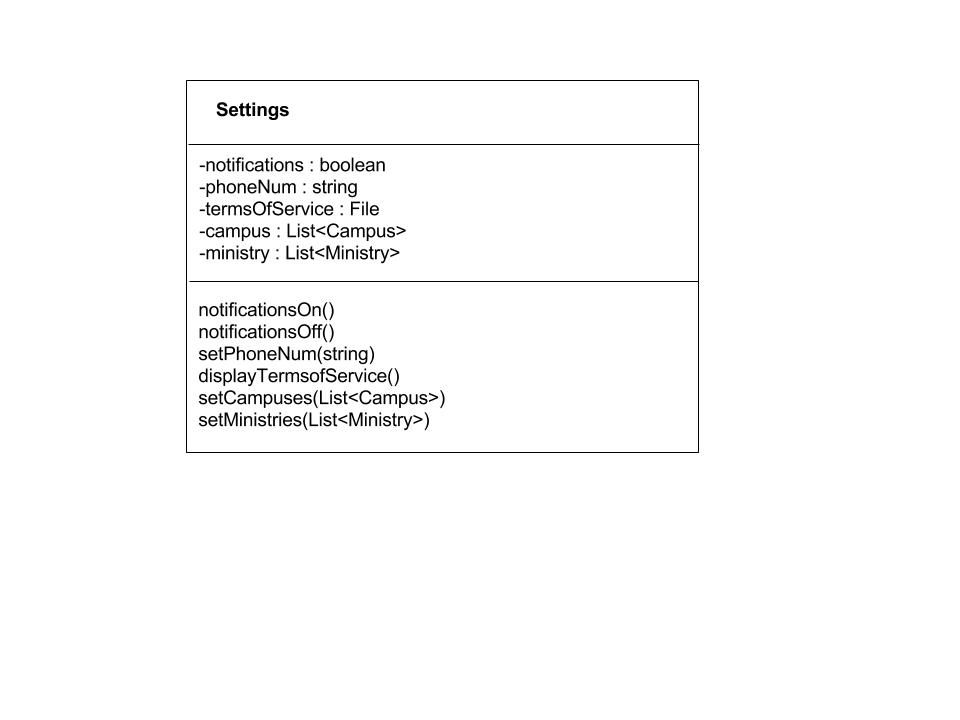 Settings
-notifications : boolean
-phoneNum : string
-termsOfService : File
-campus : List<Campus>
-ministry : List<Ministry>
notificationsOn()
notificationsOff()
setPhoneNum(string)
displayTermsofService()
setCampuses(List<Campus>)
setMinistries(List<Ministry>)